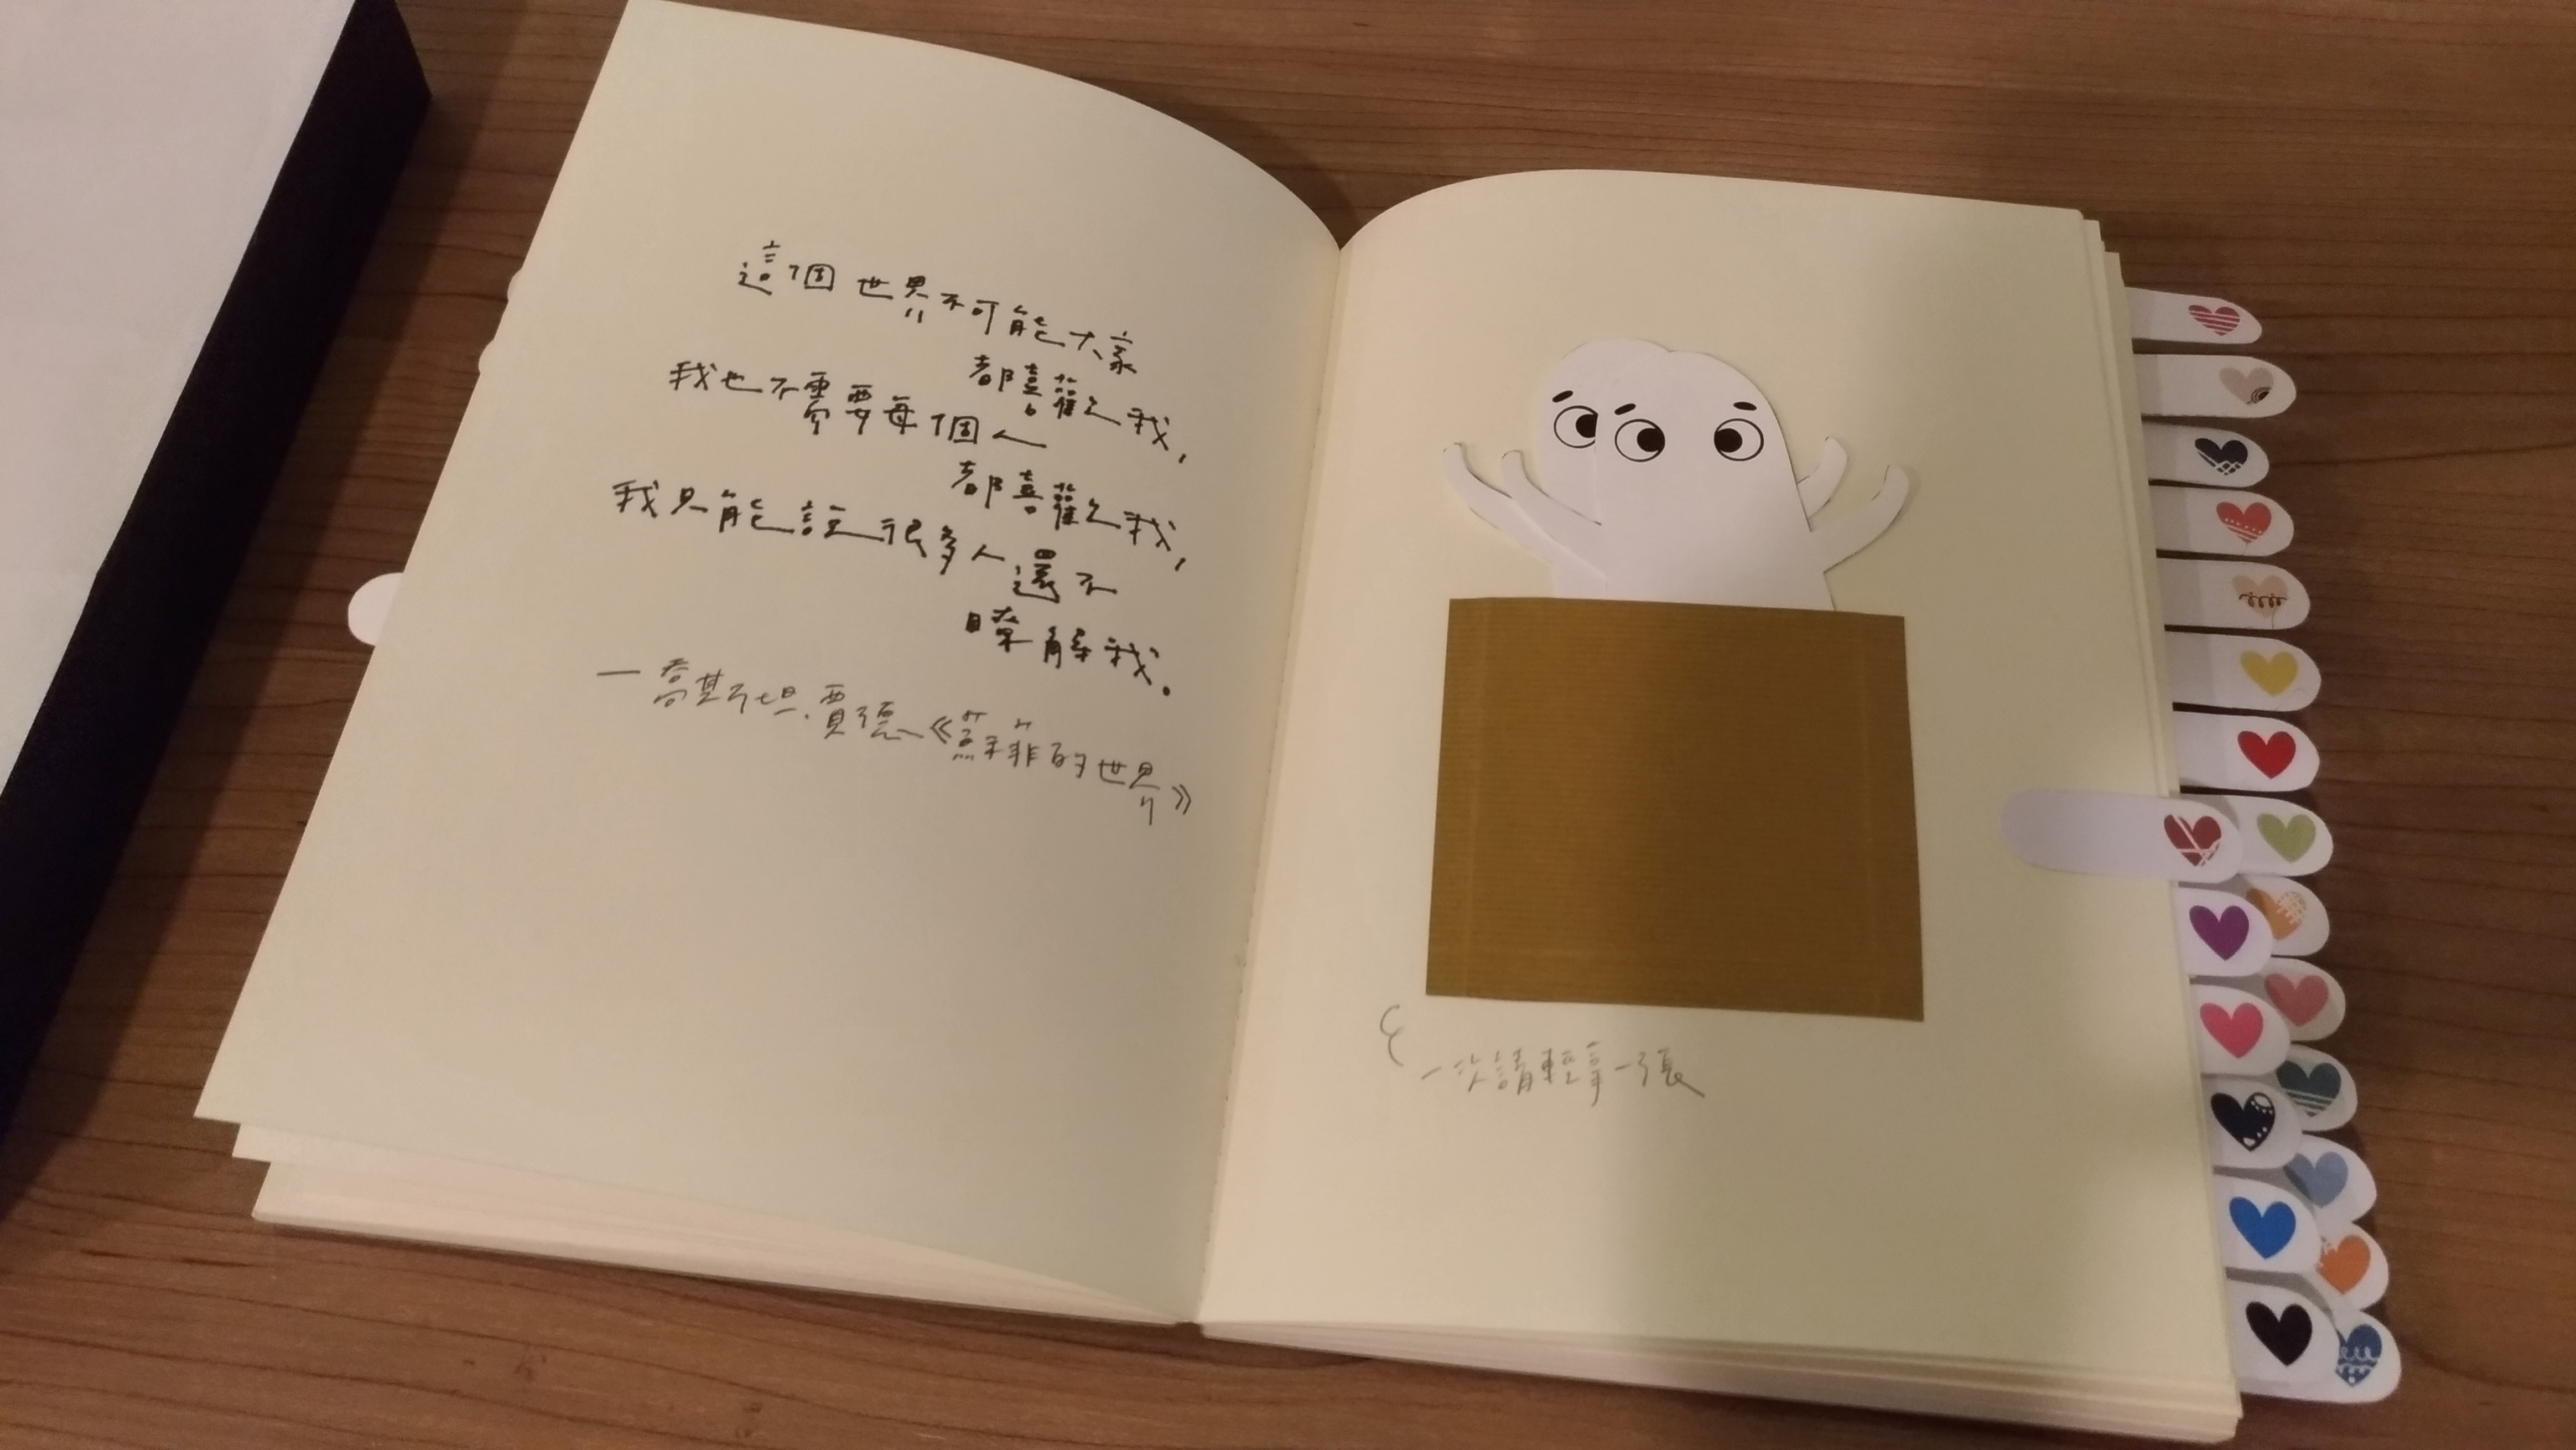 這個世界不可能大家
都喜歡我,
我也不需要每個人
都喜歡我,
我只能說很多人還不
瞭解我.
— 喬斯坦.賈德《蘇菲的世界》
一次請輕拿一張